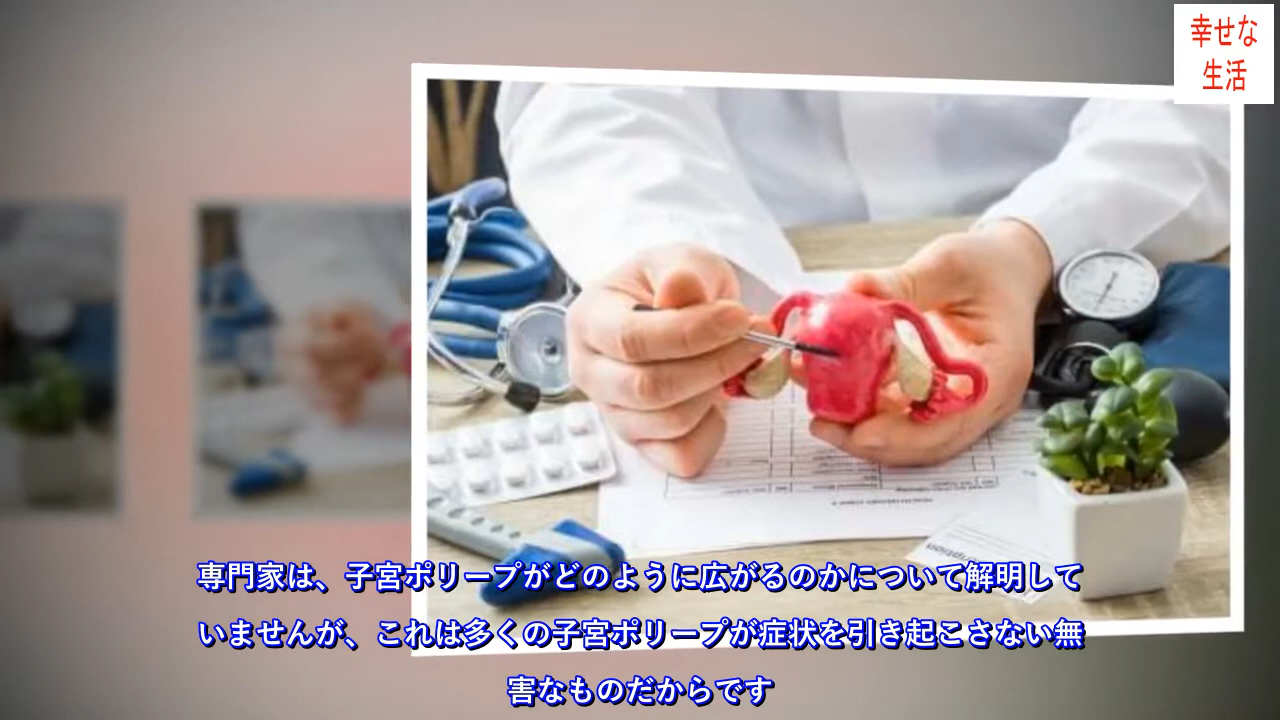 幸せな
生活
専門家は、子宮ポリープがどのように広がるのかについて解明して
いませんが、これは多くの子宮ポリープが症状を引き起こさない無
害なものだからです